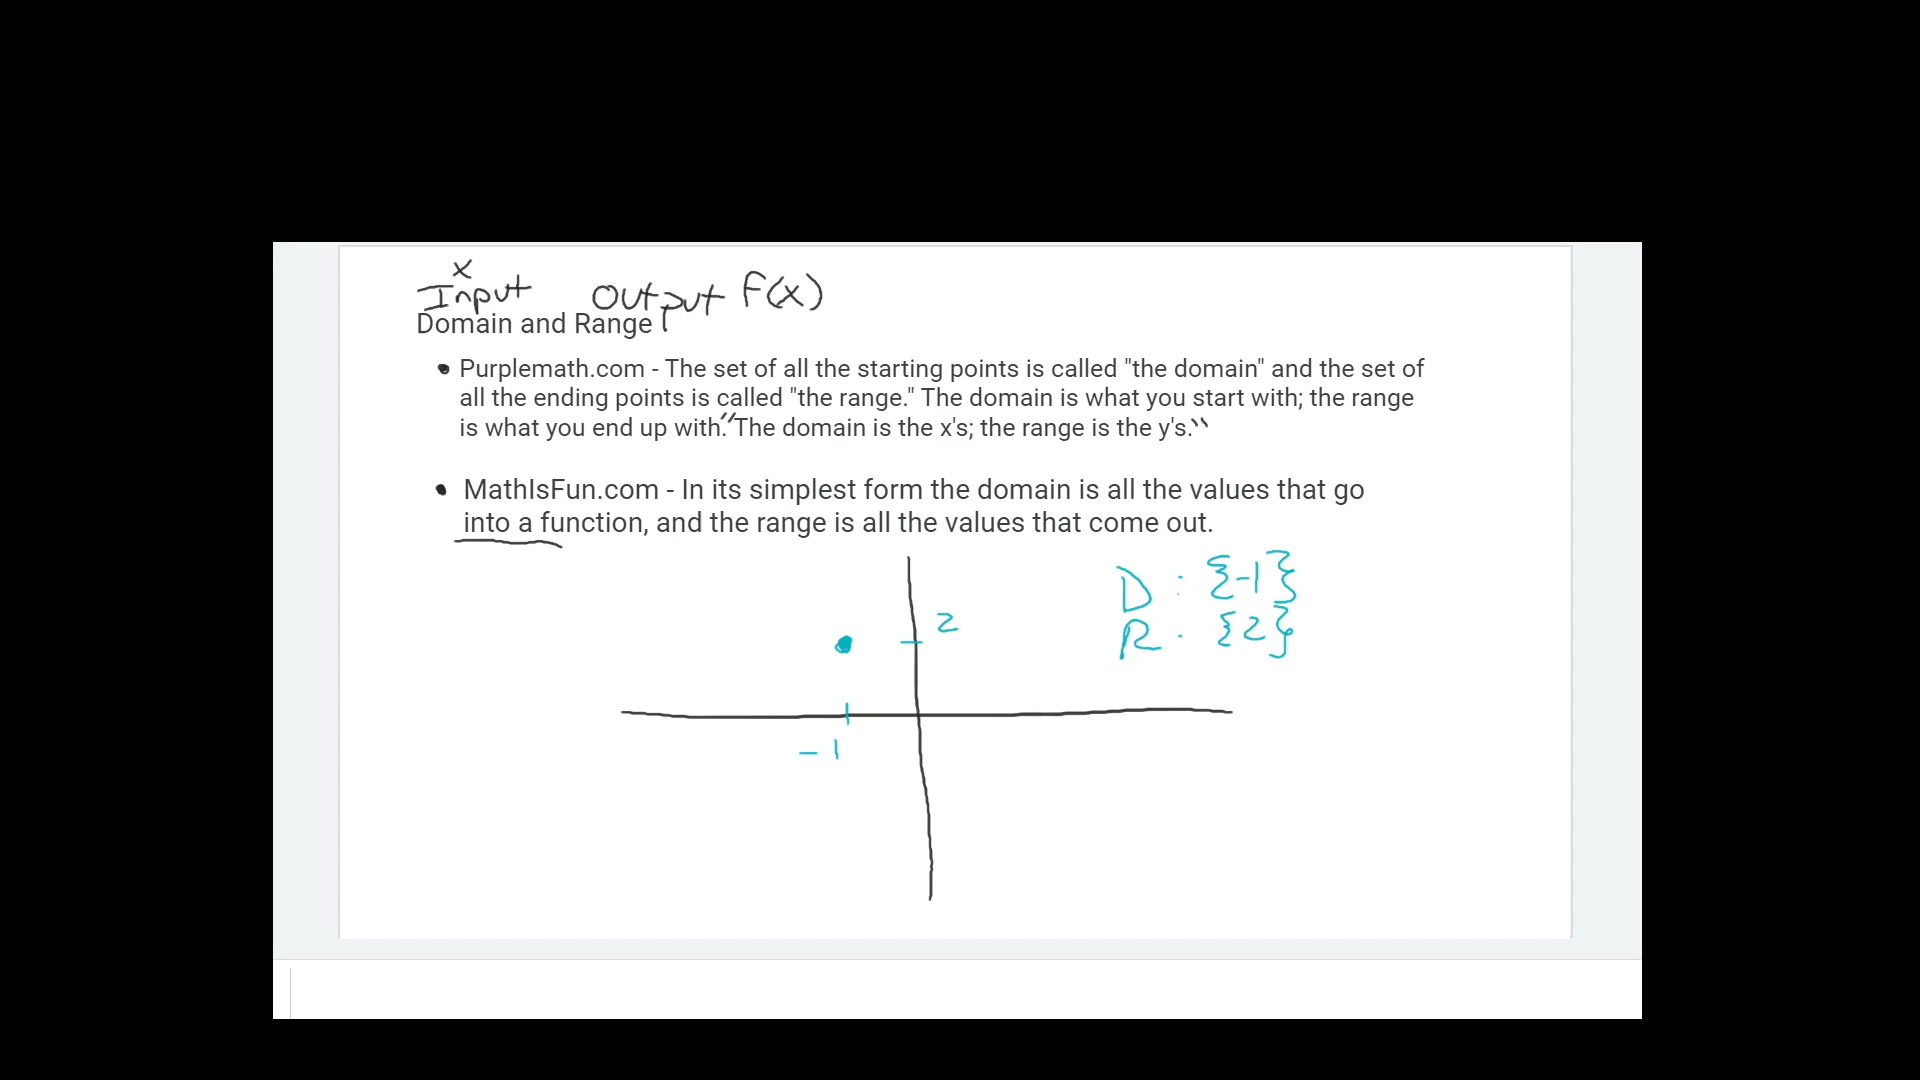 x
Input output f(x)
Domain and Range
• Purplemath.com - The set of all the starting points is called "the domain" and the set of
all the ending points is called "the range." The domain is what you start with; the range
is what you end up with. "The domain is the x's; the range is the y's."
• MathIsFun.com - In its simplest form the domain is all the values that go
into a function, and the range is all the values that come out.
D : {-1}
2
R : {2}
-1